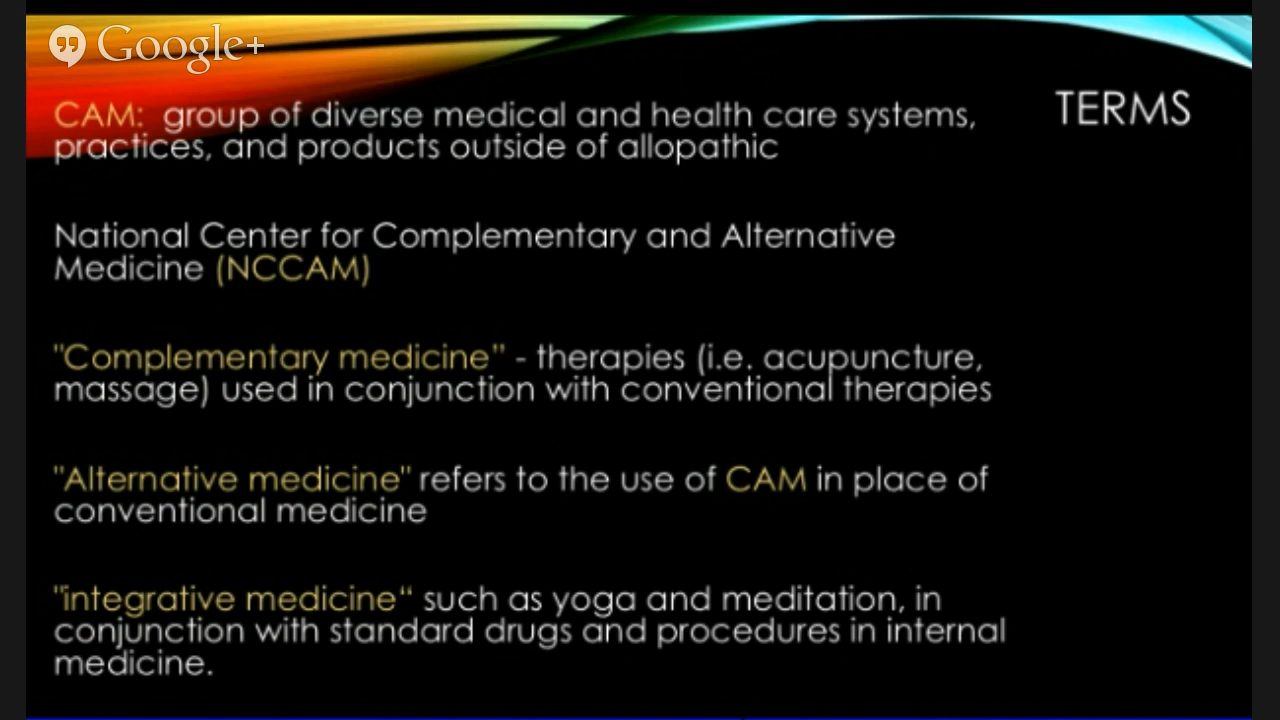 Google+
TERMS
CAM: group of diverse medical and health care systems,
practices, and products outside of allopathic
National Center for Complementary and Alternative
Medicine (NCCAM)
"Complementary medicine” - therapies (i.e. acupuncture,
massage) used in conjunction with conventional therapies
"Alternative medicine" refers to the use of CAM in place of
conventional medicine
"integrative medicine“ such as yoga and meditation, in
conjunction with standard drugs and procedures in internal
medicine.